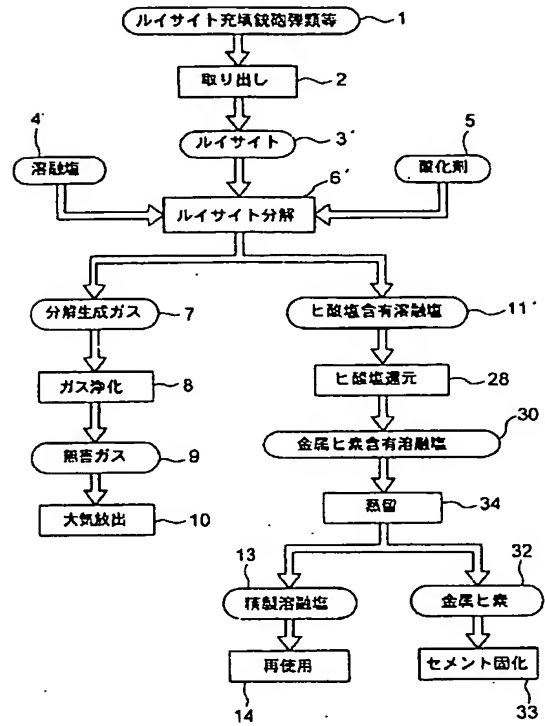 ルイサイト充填銃砲弾類等 1
取り出し 2
ルイサイト 3'
4' 溶融塩
5 酸化剤
6' ルイサイト分解
分解生成ガス 7
ヒ酸塩含有溶融塩 11'
ガス浄化 8
ヒ酸塩還元 28
無害ガス 9
金属ヒ素含有溶融塩 30
大気放出 10
蒸留 34
13 精製溶融塩
32 金属ヒ素
再使用 14
セメント固化 33